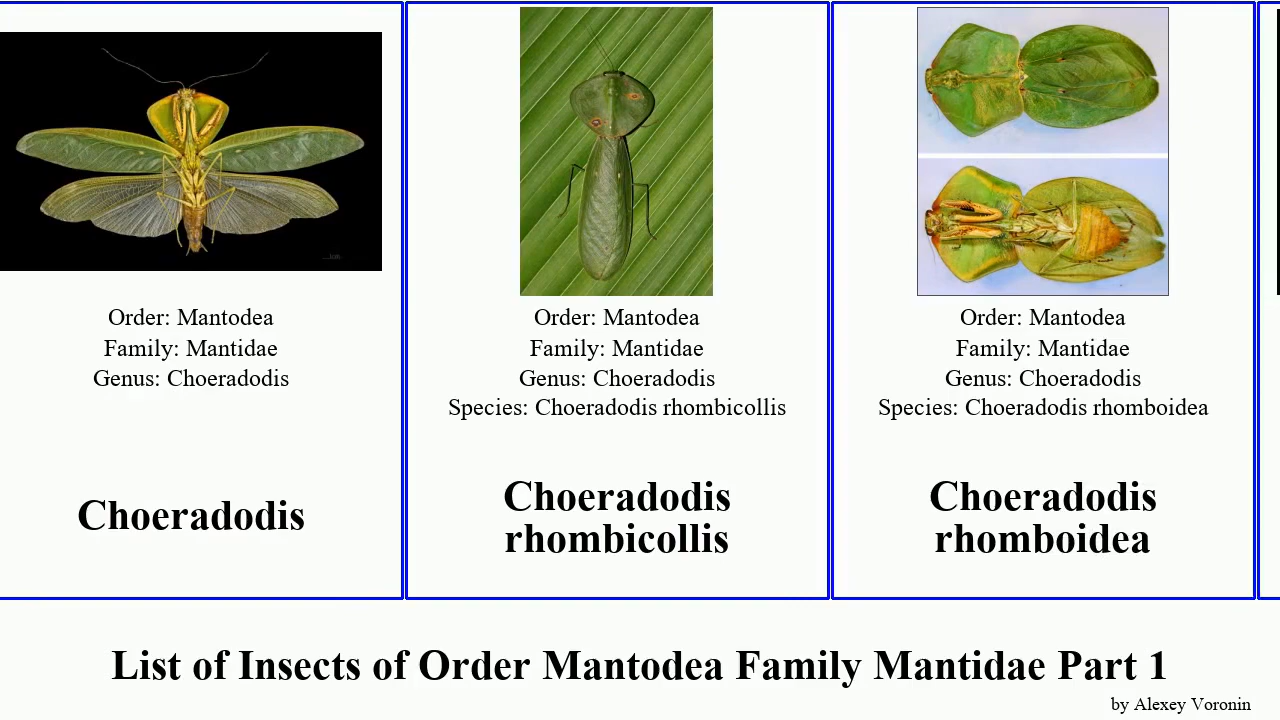 Order: Mantodea
Family: Mantidae
Genus: Choeradodis
Choeradodis
Order: Mantodea
Family: Mantidae
Genus: Choeradodis
Species: Choeradodis rhombicollis
Choeradodis
rhombicollis
Order: Mantodea
Family: Mantidae
Genus: Choeradodis
Species: Choeradodis rhomboidea
Choeradodis
rhomboidea
List of Insects of Order Mantodea Family Mantidae Part 1
by Alexey Voronin